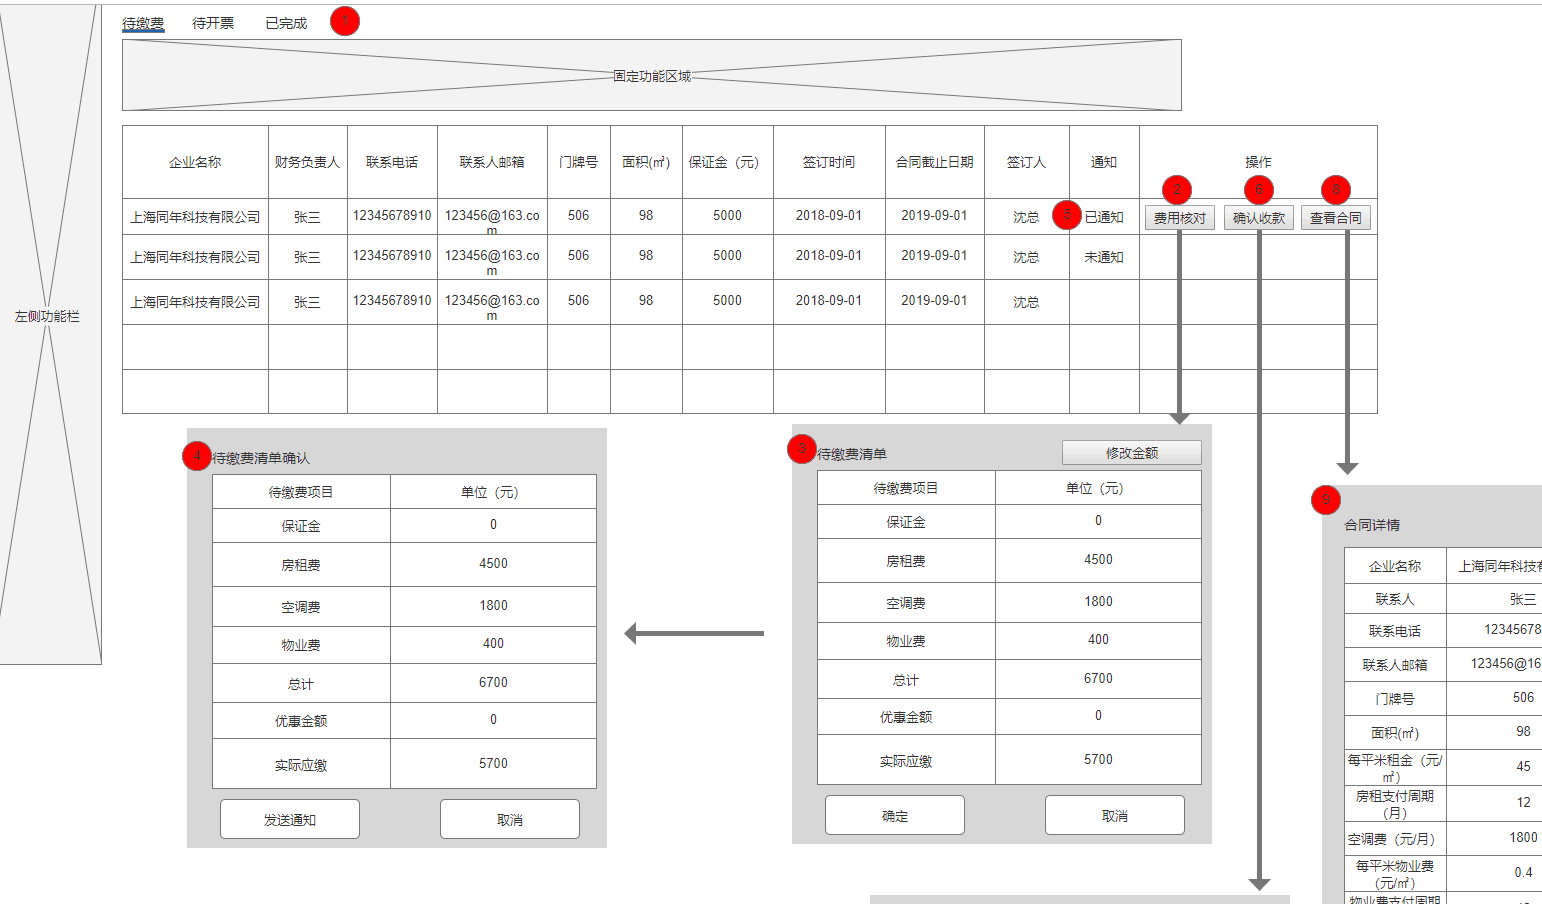 待缴费 待开票 已完成 1
固定功能区域
左侧功能栏
企业名称 财务负责人 联系电话 联系人邮箱 门牌号 面积(㎡) 保证金（元） 签订时间 合同截止日期 签订人 通知 操作
2 6 8
上海同年科技有限公司 张三 12345678910 123456@163.co
m 506 98 5000 2018-09-01 2019-09-01 沈总 已通知 费用核对 确认收款 查看合同
上海同年科技有限公司 张三 12345678910 123456@163.co
m 506 98 5000 2018-09-01 2019-09-01 沈总 未通知
上海同年科技有限公司 张三 12345678910 123456@163.co
m 506 98 5000 2018-09-01 2019-09-01 沈总
4 待缴费清单确认
待缴费项目 单位（元）
保证金 0
房租费 4500
空调费 1800
物业费 400
总计 6700
优惠金额 0
实际应缴 5700
发送通知 取消
3 待缴费清单 修改金额
待缴费项目 单位（元）
保证金 0
房租费 4500
空调费 1800
物业费 400
总计 6700
优惠金额 0
实际应缴 5700
确定 取消
合同详情
企业名称 上海同年科技
联系人 张三
联系电话 12345678
联系人邮箱 123456@16
门牌号 506
面积(㎡) 98
每平米租金（元/
㎡） 45
房租支付周期
（月） 12
空调费（元/月） 1800
每平米物业费
（元/㎡） 0.4
物业费支付周期